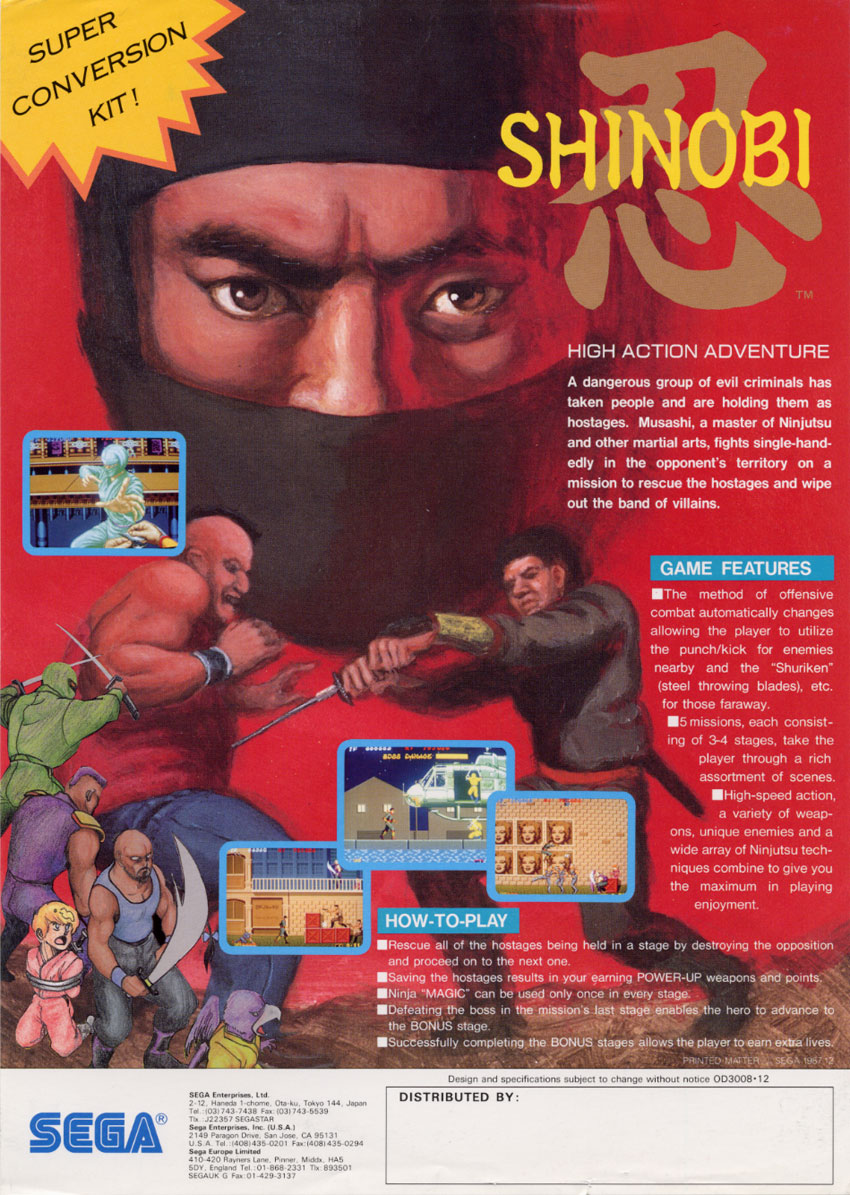 SUPER
CONVERSION
KIT!
忍
SHINOBI
TM
HIGH ACTION ADVENTURE
A dangerous group of evil criminals has
taken people and are holding them as
hostages. Musashi, a master of Ninjutsu
and other martial arts, fights single-hand-
edly in the opponent's territory on a
mission to rescue the hostages and wipe
out the band of villains.
GAME FEATURES
■The method of offensive
combat automatically changes
allowing the player to utilize
the punch/kick for enemies
nearby and the "Shuriken"
(steel throwing blades), etc.
for those faraway.
■5 missions, each consist-
ing of 3-4 stages, take the
player through a rich
assortment of scenes.
■High-speed action,
a variety of weap-
ons, unique enemies and a
wide array of Ninjutsu tech-
niques combine to give you
the maximum in playing
enjoyment.
BOSS DAMAGE
HOW-TO-PLAY
■Rescue all of the hostages being held in a stage by destroying the opposition
and proceed on to the next one.
■Saving the hostages results in your earning POWER-UP weapons and points.
■Ninja "MAGIC" can be used only once in every stage.
■Defeating the boss in the mission's last stage enables the hero to advance to
the BONUS stage.
■Successfully completing the BONUS stages allows the player to earn extra lives.
PRINTED MATTER SEGA 1987.12
Design and specifications subject to change without notice OD3008•12
SEGA®
SEGA Enterprises, Ltd.
2-12, Haneda 1-chome, Ota-ku, Tokyo 144, Japan
Tel.:(03)743-7438 Fax:(03)743-5539
Tlx.:J22357 SEGASTAR
Sega Enterprises, Inc. (U.S.A.)
2149 Paragon Drive, San Jose, CA 95131
U.S.A. Tel.:(408)435-0201 Fax:(408)435-0294
Sega Europe Limited
410-420 Rayners Lane, Pinner, Middx, HA5
5DY, England Tel.:01-868-2331 Tlx:893501
SEGAUK G Fax:01-429-3137
DISTRIBUTED BY: